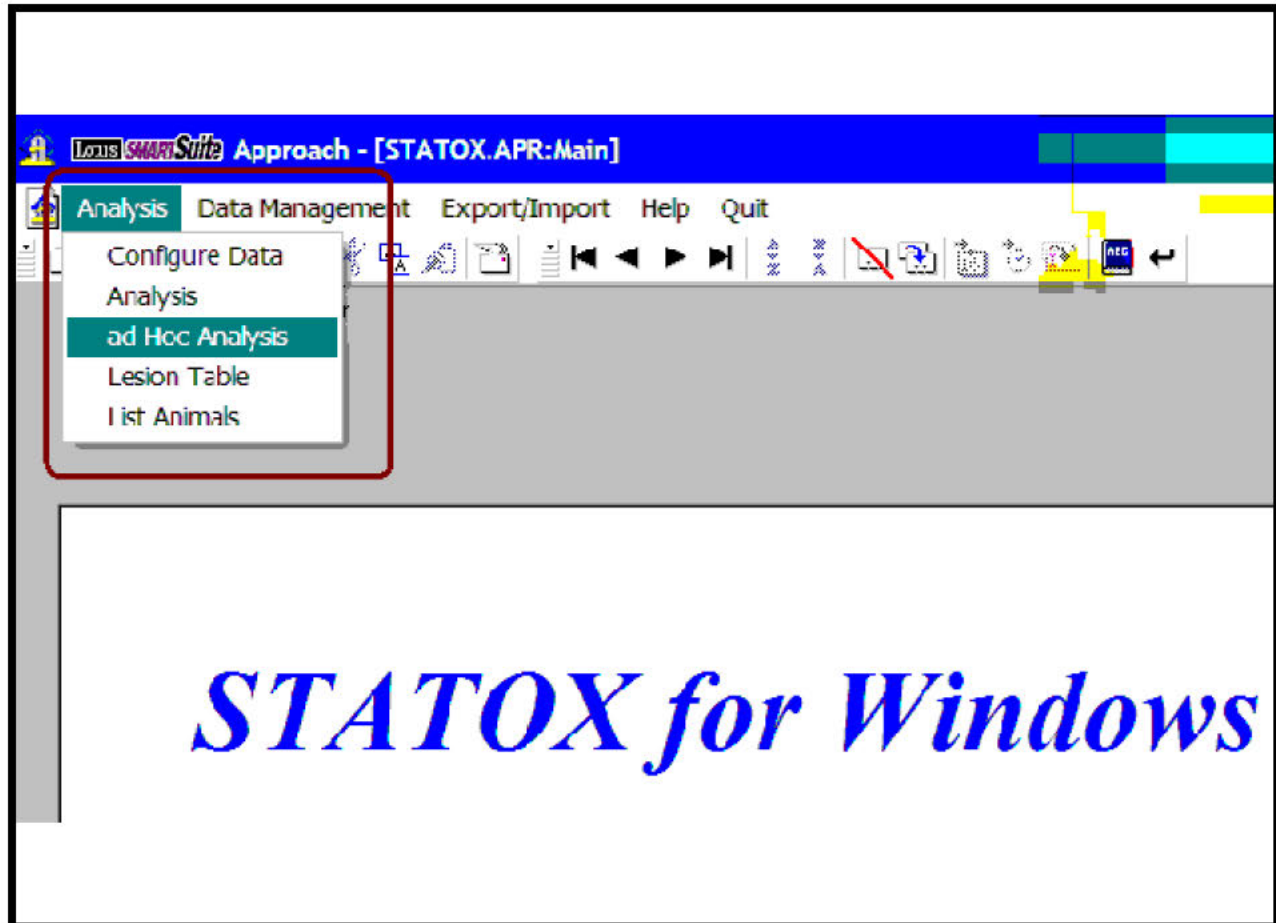 Lotus SMARTSuite Approach - [STATOX.APR:Main]
Analysis Data Management Export/Import Help Quit
Configure Data
Analysis
ad Hoc Analysis
Lesion Table
List Animals
STATOX for Windows